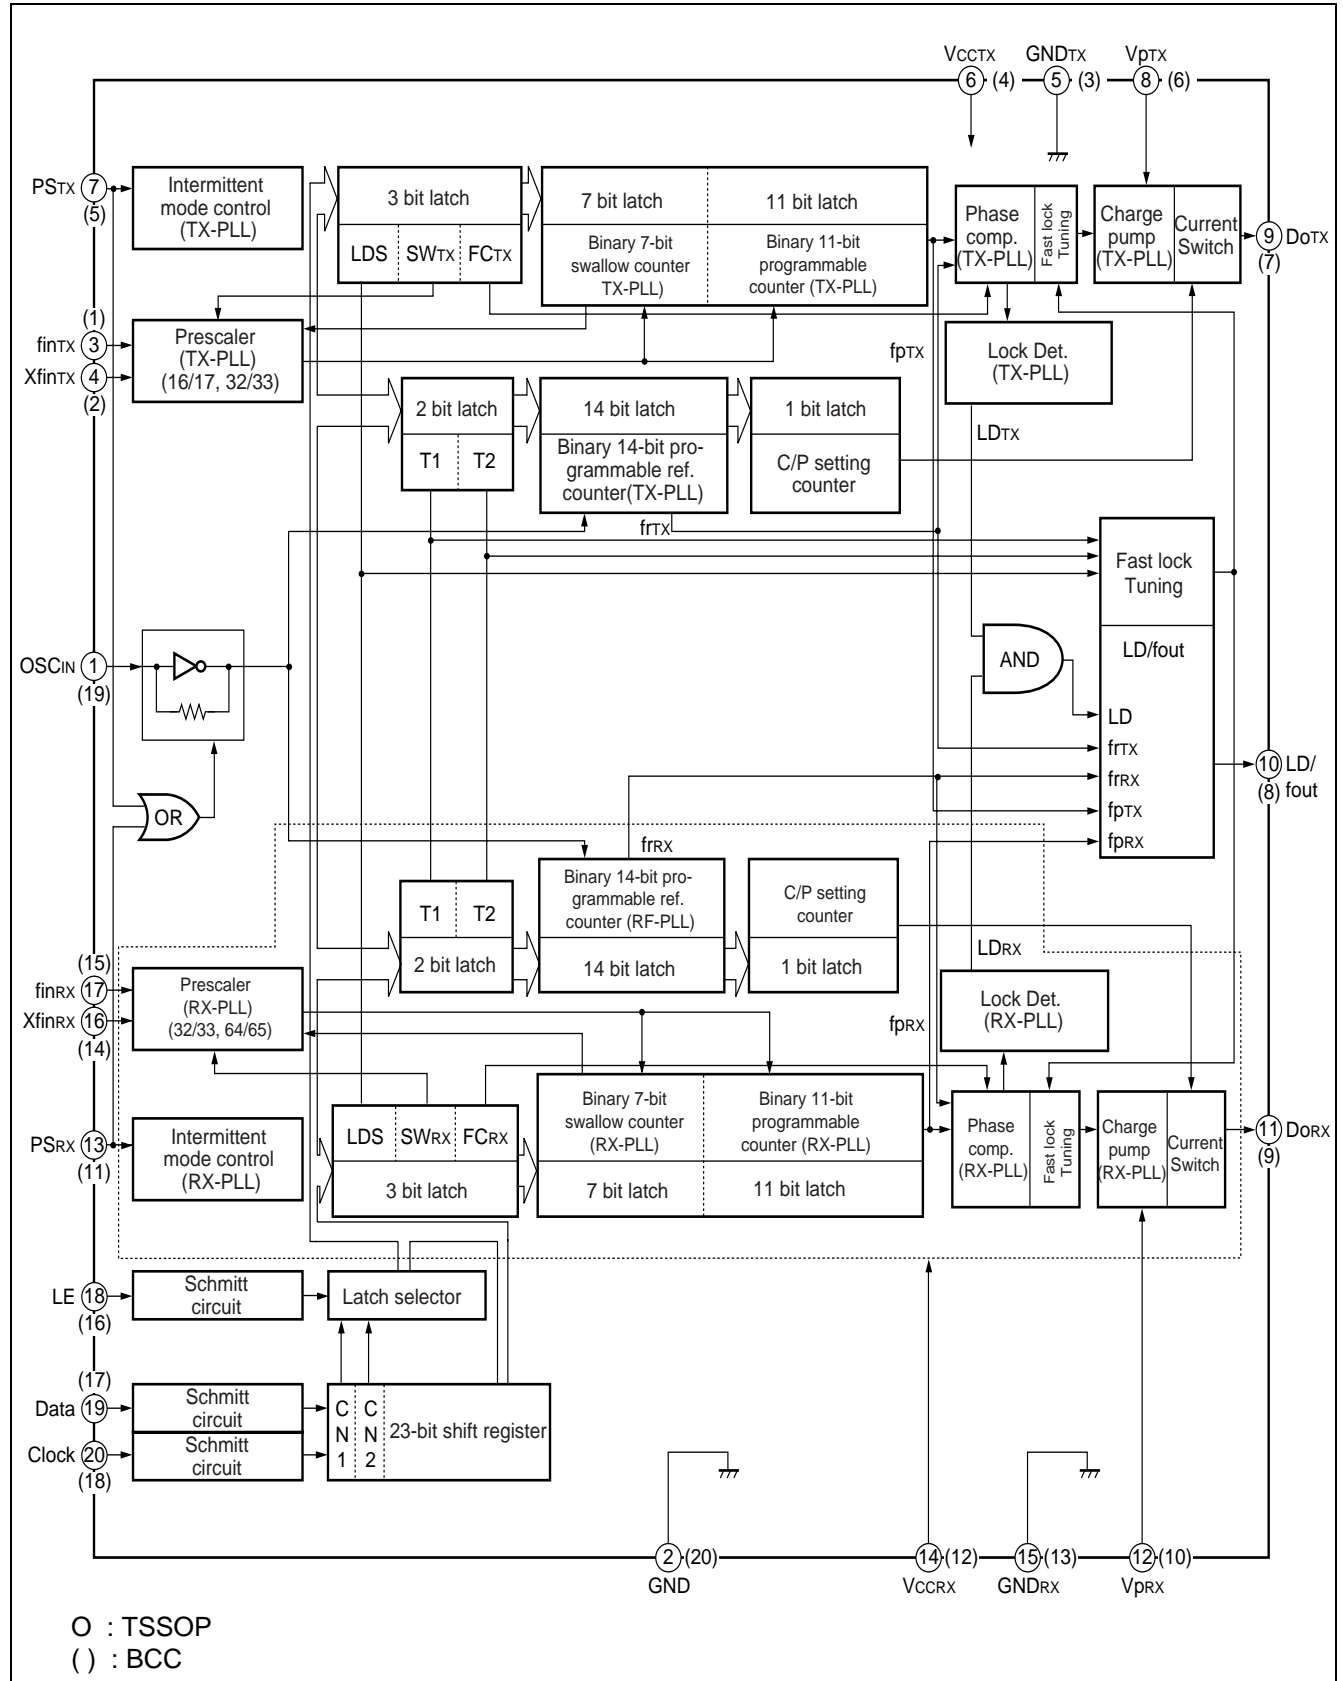 VCCTX GNDTX VpTX
6 (4) 5 (3) 8 (6)
PSTX 7 (5)
Intermittent
mode control
(TX-PLL)
3 bit latch
LDS SWTX FCTX
7 bit latch
11 bit latch
Binary 7-bit
swallow counter
TX-PLL)
Binary 11-bit
programmable
counter (TX-PLL)
Phase
comp.
(TX-PLL)
Fast lock
Tuning
Charge
pump
(TX-PLL)
Current
Switch
9 DoTX
(7)
(1)
finTX 3
XfinTX 4
(2)
Prescaler
(TX-PLL)
(16/17, 32/33)
fpTX
Lock Det.
(TX-PLL)
LDTX
2 bit latch
T1 T2
14 bit latch
Binary 14-bit pro-
grammable ref.
counter(TX-PLL)
1 bit latch
C/P setting
counter
frTX
Fast lock
Tuning
LD/fout
LD
frTX
frRX
fpTX
fpRX
AND
OSCIN 1
(19)
OR
10 LD/
(8) fout
frRX
T1 T2
2 bit latch
Binary 14-bit pro-
grammable ref.
counter (RF-PLL)
14 bit latch
C/P setting
counter
1 bit latch
LDRX
Lock Det.
(RX-PLL)
fpRX
(15)
finRX 17
XfinRX 16
(14)
Prescaler
(RX-PLL)
(32/33, 64/65)
PSRX 13
(11)
Intermittent
mode control
(RX-PLL)
LDS SWRX FCRX
3 bit latch
Binary 7-bit
swallow counter
(RX-PLL)
Binary 11-bit
programmable
counter (RX-PLL)
7 bit latch
11 bit latch
Phase
comp.
(RX-PLL)
Fast lock
Tuning
Charge
pump
(RX-PLL)
Current
Switch
11 DoRX
(9)
LE 18
(16)
Schmitt
circuit
Latch selector
(17)
Data 19
Schmitt
circuit
Clock 20
(18)
Schmitt
circuit
C
N
1
C
N
2
23-bit shift register
2 (20) 14 (12) 15 (13) 12 (10)
GND VCCRX GNDRX VpRX
O : TSSOP
( ) : BCC